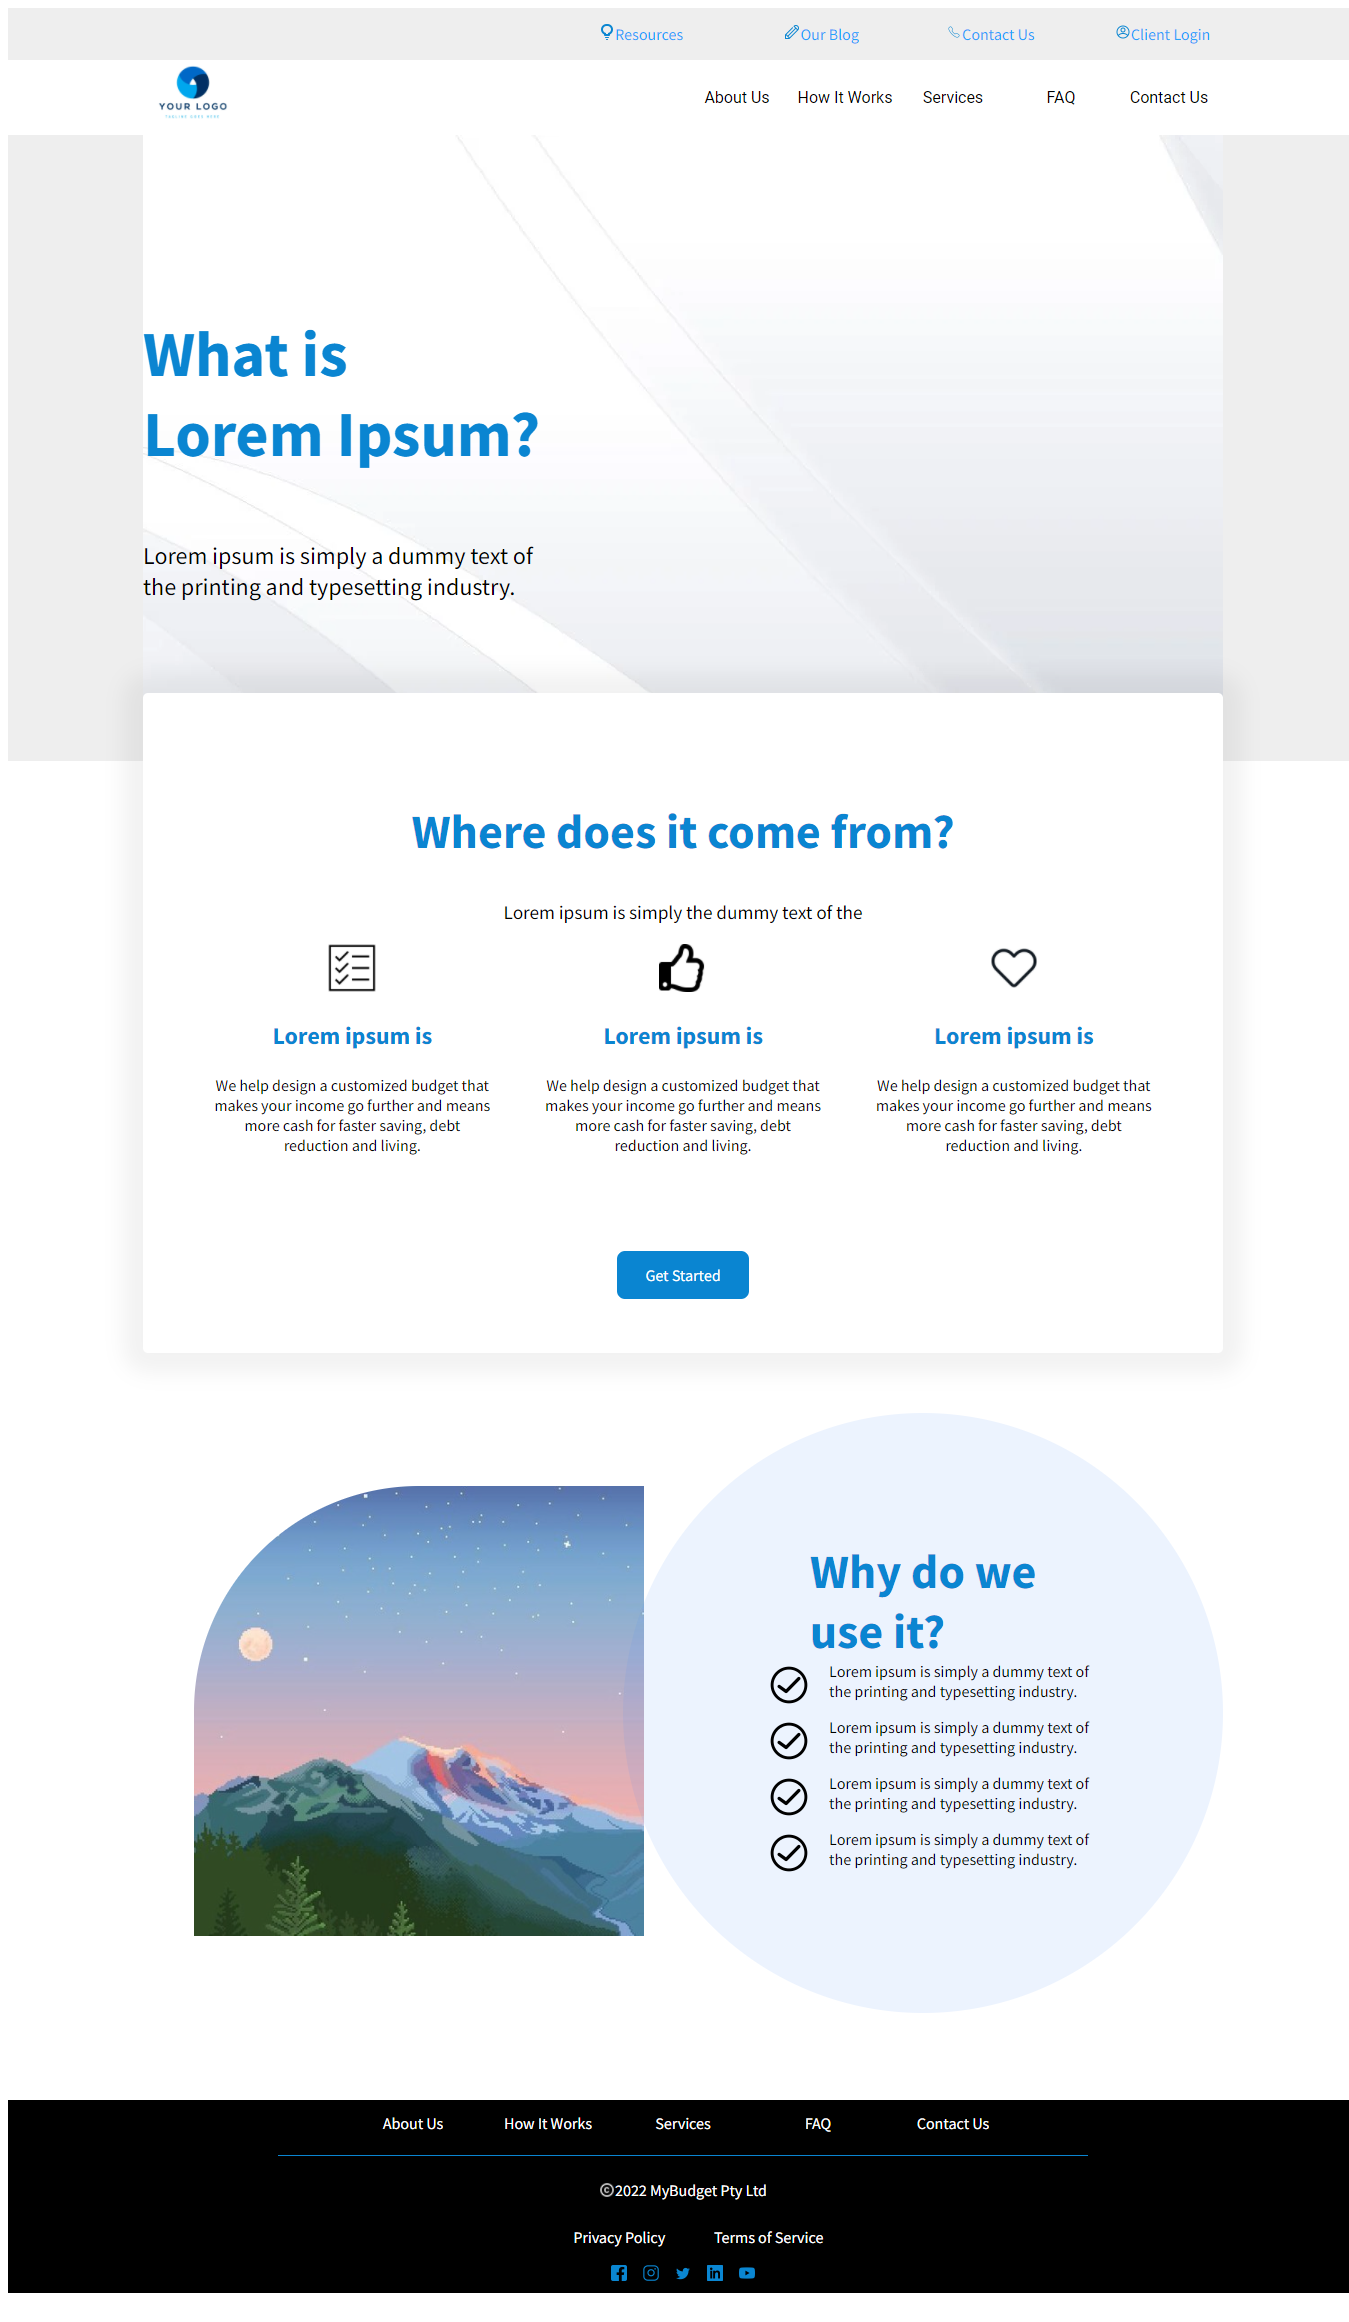 Resources
Our Blog
Contact Us
Client Login
YOUR LOGO
TAGLINE GOES HERE
About Us
How It Works
Services
FAQ
Contact Us
What is
Lorem Ipsum?
Lorem ipsum is simply a dummy text of
the printing and typesetting industry.
Where does it come from?
Lorem ipsum is simply the dummy text of the
Lorem ipsum is
We help design a customized budget that
makes your income go further and means
more cash for faster saving, debt
reduction and living.
Lorem ipsum is
We help design a customized budget that
makes your income go further and means
more cash for faster saving, debt
reduction and living.
Lorem ipsum is
We help design a customized budget that
makes your income go further and means
more cash for faster saving, debt
reduction and living.
Get Started
Why do we
use it?
Lorem ipsum is simply a dummy text of
the printing and typesetting industry.
Lorem ipsum is simply a dummy text of
the printing and typesetting industry.
Lorem ipsum is simply a dummy text of
the printing and typesetting industry.
Lorem ipsum is simply a dummy text of
the printing and typesetting industry.
About Us
How It Works
Services
FAQ
Contact Us
©2022 MyBudget Pty Ltd
Privacy Policy
Terms of Service